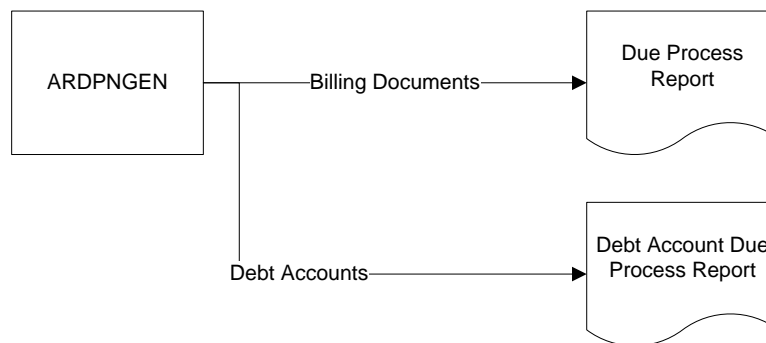 ARDPNGEN
Billing Documents
Due Process
Report
Debt Accounts
Debt Account Due
Process Report